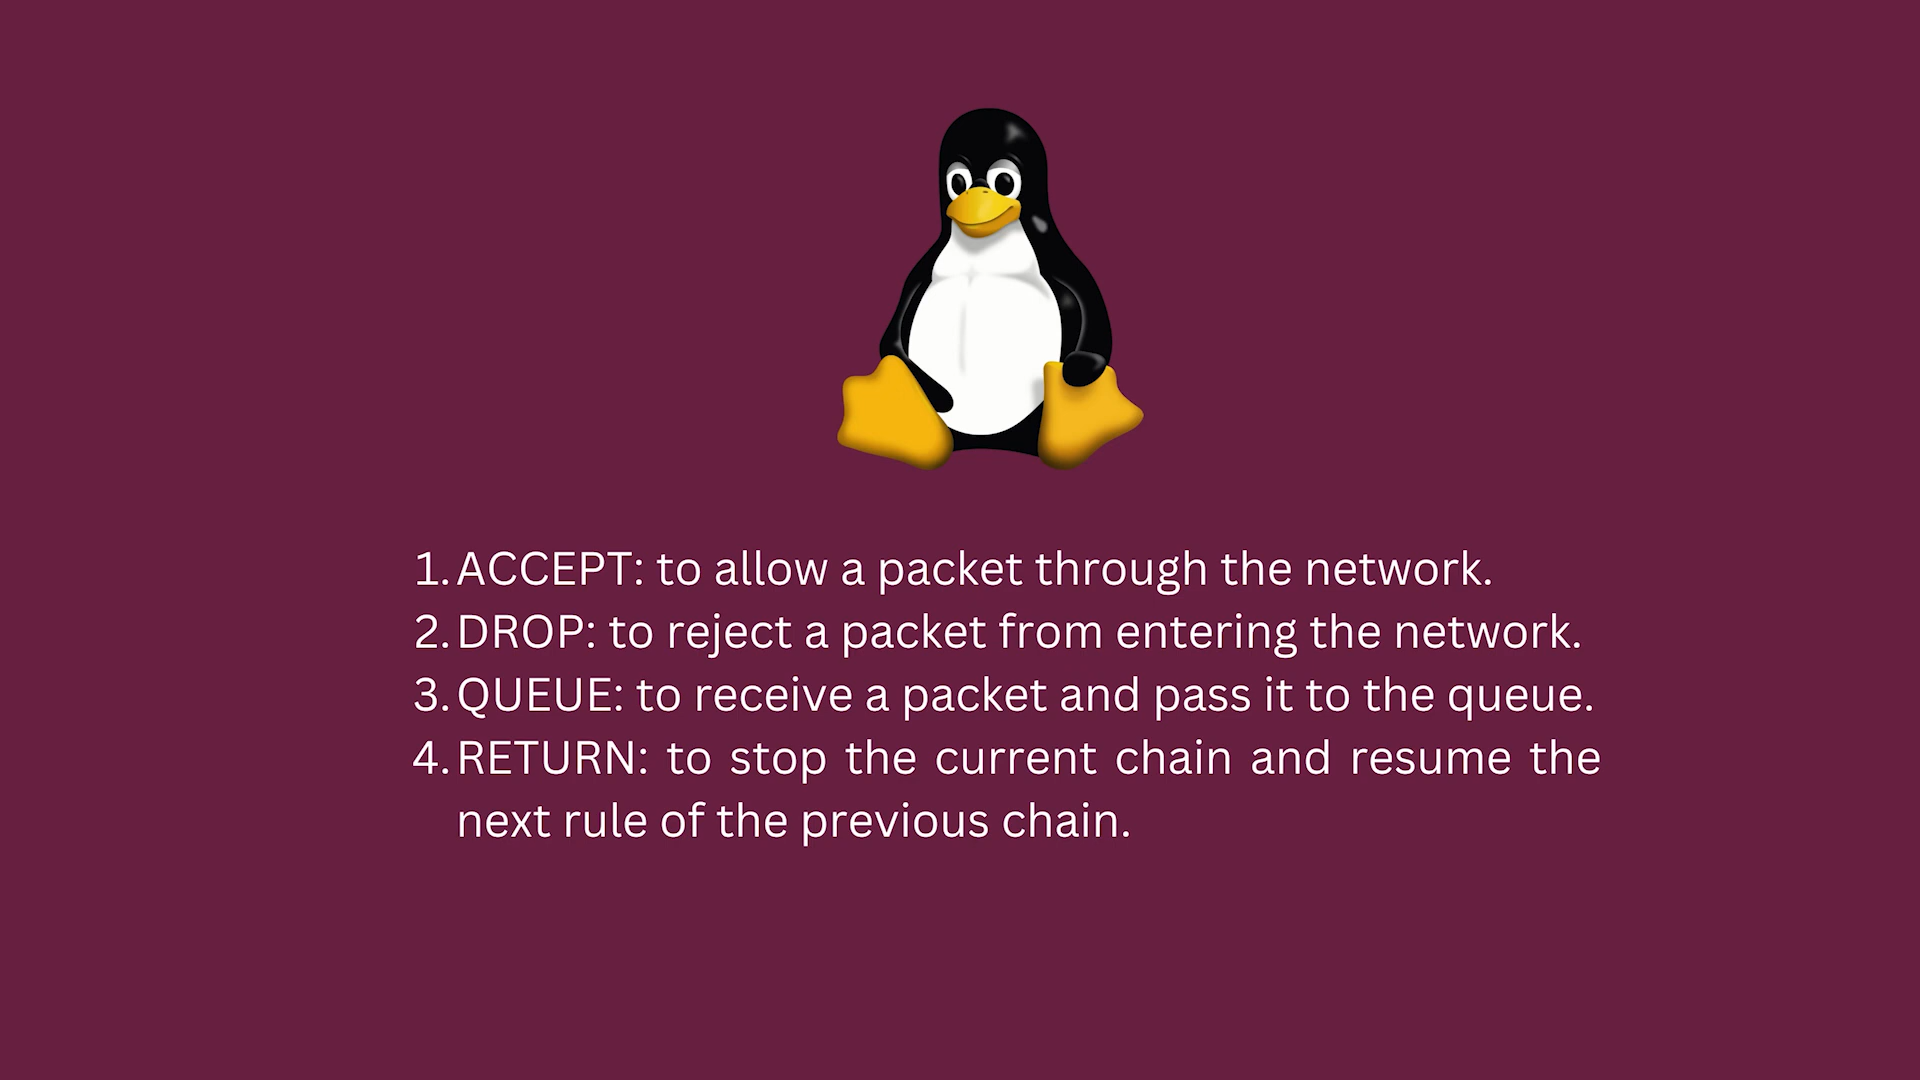 1. ACCEPT: to allow a packet through the network.
2. DROP: to reject a packet from entering the network.
3. QUEUE: to receive a packet and pass it to the queue.
4. RETURN: to stop the current chain and resume the
next rule of the previous chain.